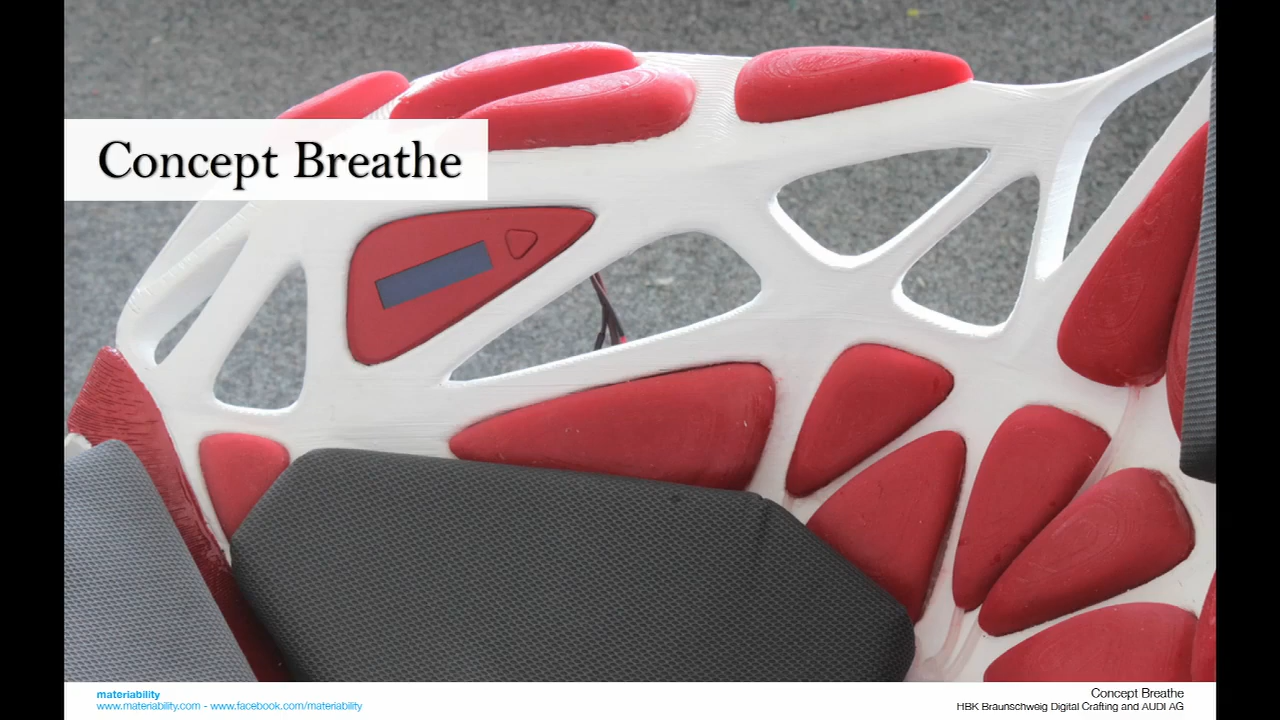 Concept Breathe
materiability
www.materiability.com - www.facebook.com/materiability
Concept Breathe
HBK Braunschweig Digital Crafting and AUDI AG